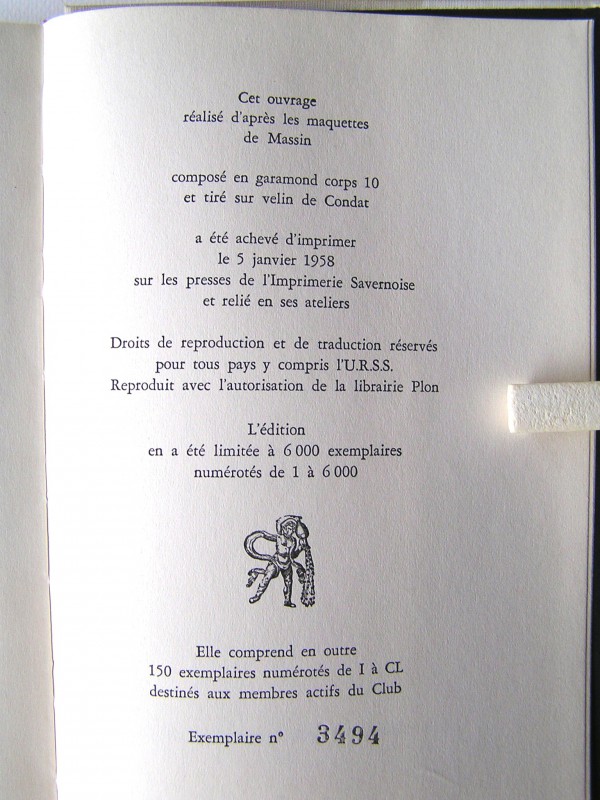 Cet ouvrage
réalisé d'après les maquettes
de Massin
composé en garamond corps 10
et tiré sur velin de Condat
a été achevé d'imprimer
le 5 janvier 1958
sur les presses de l'Imprimerie Savernoise
et relié en ses ateliers
Droits de reproduction et de traduction réservés
pour tous pays y compris l'U.R.S.S.
Reproduit avec l'autorisation de la librairie Plon
L'édition
en a été limitée à 6 000 exemplaires
numérotés de 1 à 6 000
Elle comprend en outre
150 exemplaires numérotés de I à CL
destinés aux membres actifs du Club
Exemplaire nº 3494